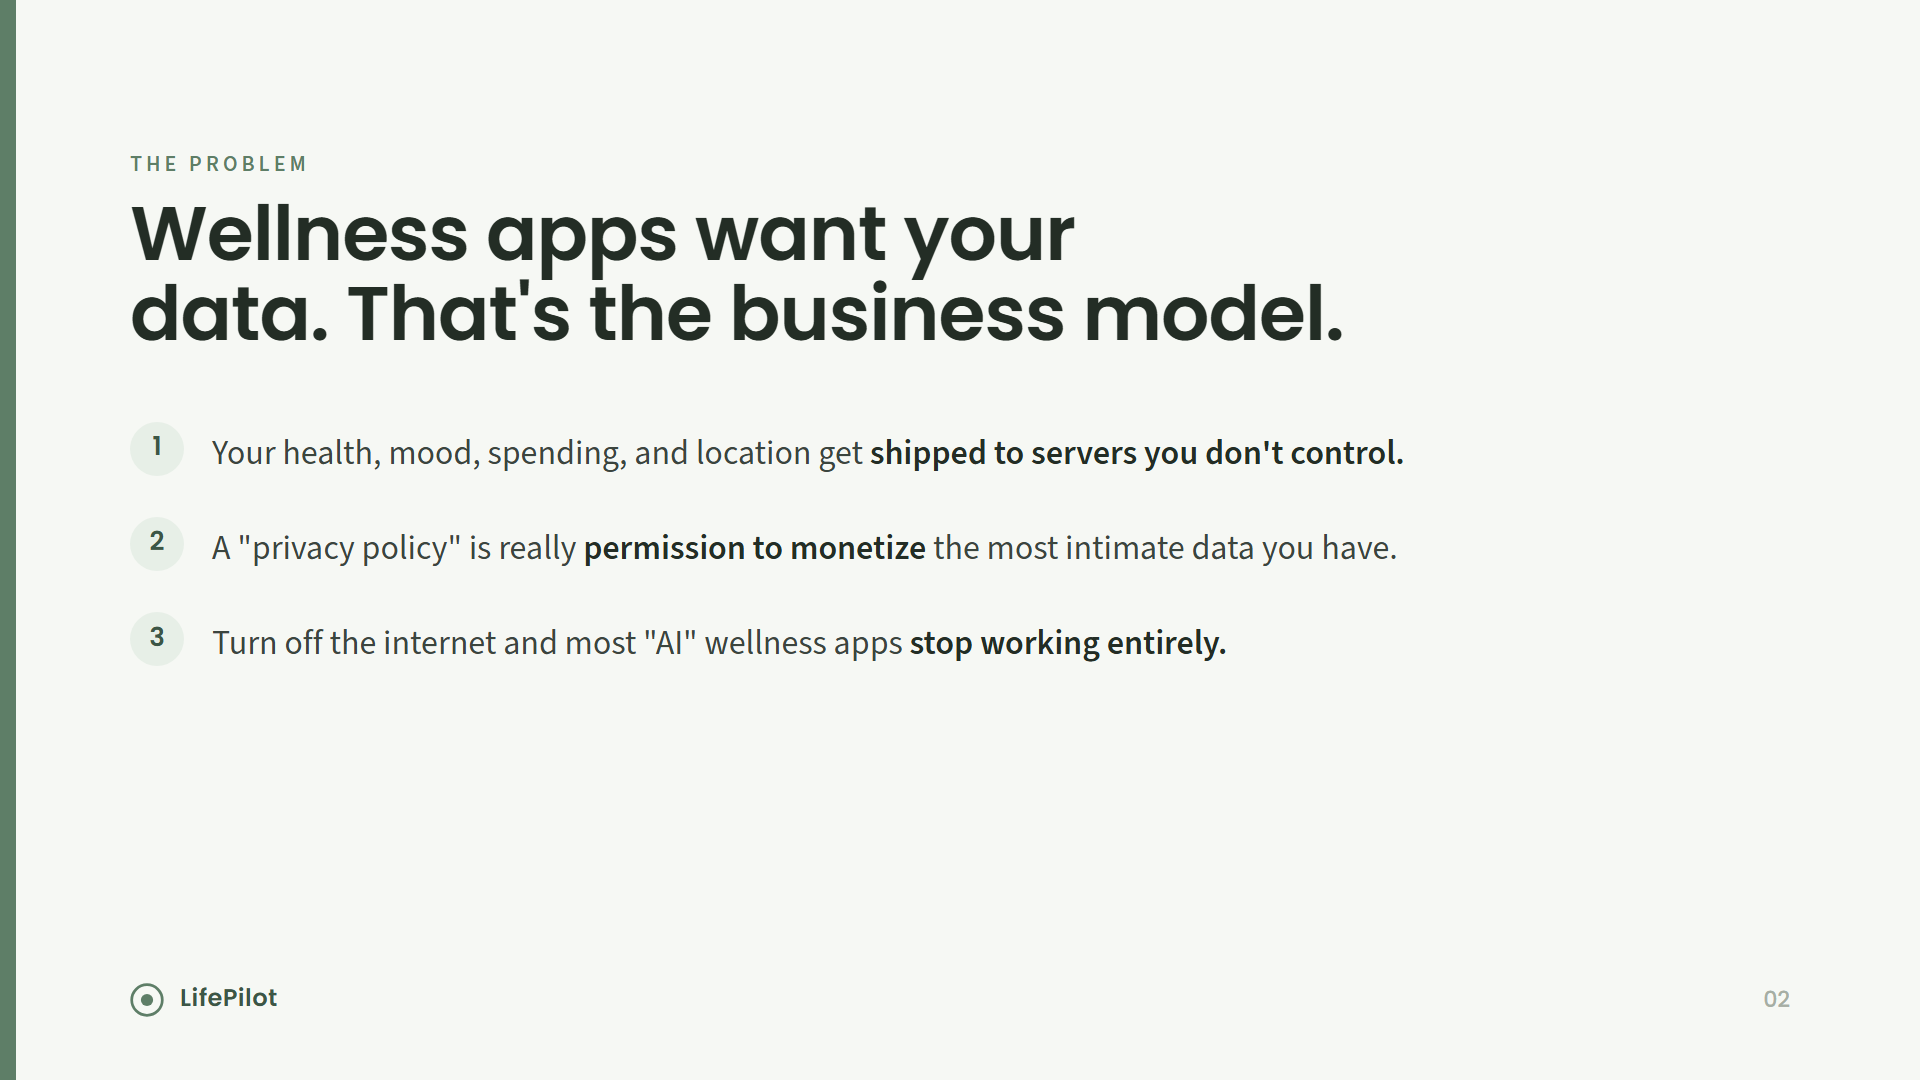 THE PROBLEM
Wellness apps want your
data. That's the business model.
1 Your health, mood, spending, and location get shipped to servers you don't control.
2 A "privacy policy" is really permission to monetize the most intimate data you have.
3 Turn off the internet and most "AI" wellness apps stop working entirely.
LifePilot
02